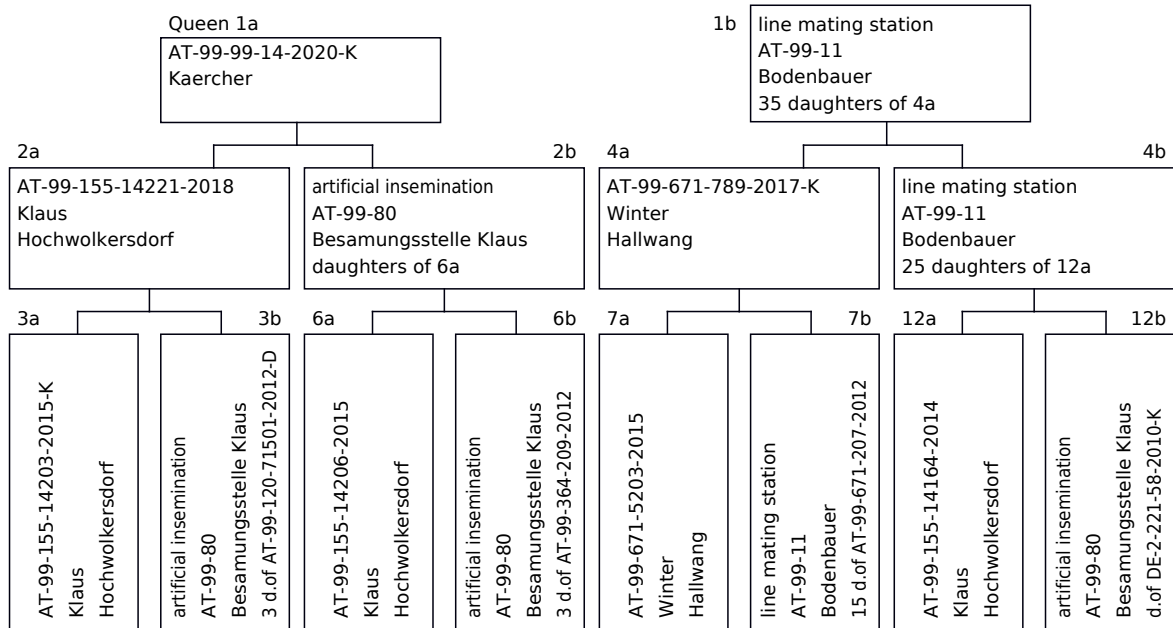 Queen 1a
AT-99-99-14-2020-K
Kaercher
1b
line mating station
AT-99-11
Bodenbauer
35 daughters of 4a
2a
AT-99-155-14221-2018
Klaus
Hochwolkersdorf
2b
artificial insemination
AT-99-80
Besamungsstelle Klaus
daughters of 6a
4a
AT-99-671-789-2017-K
Winter
Hallwang
4b
line mating station
AT-99-11
Bodenbauer
25 daughters of 12a
3a
AT-99-155-14203-2015-K
Klaus
Hochwolkersdorf
3b
artificial insemination
AT-99-80
Besamungsstelle Klaus
3 d.of AT-99-120-71501-2012-D
6a
AT-99-155-14206-2015
Klaus
Hochwolkersdorf
6b
artificial insemination
AT-99-80
Besamungsstelle Klaus
3 d.of AT-99-364-209-2012
7a
AT-99-671-5203-2015
Winter
Hallwang
7b
line mating station
AT-99-11
Bodenbauer
15 d.of AT-99-671-207-2012
12a
AT-99-155-14164-2014
Klaus
Hochwolkersdorf
12b
artificial insemination
AT-99-80
Besamungsstelle Klaus
d.of DE-2-221-58-2010-K